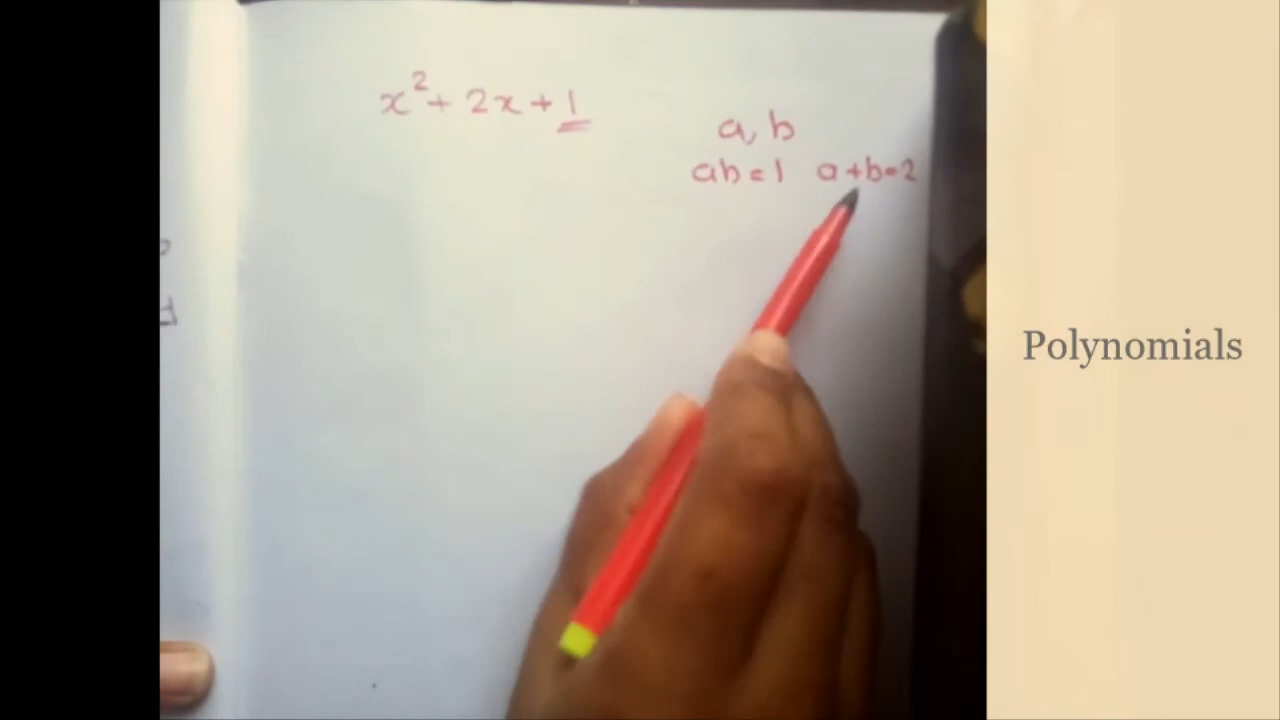 x² + 2x + 1
a, b
ab = 1 a + b = 2
Polynomials